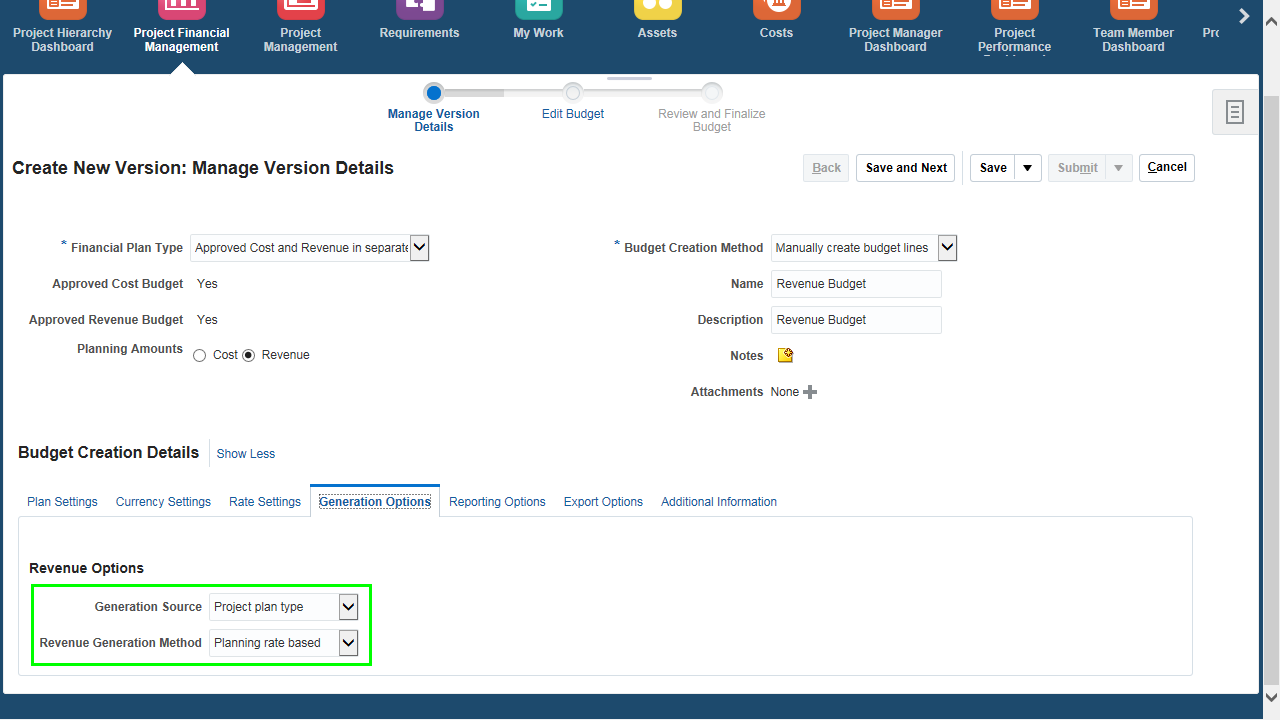 Project Hierarchy
Dashboard
Project Financial
Management
Project
Management
Requirements
My Work
Assets
Costs
Project Manager
Dashboard
Project
Performance
Team Member
Dashboard
Manage Version
Details
Edit Budget
Review and Finalize
Budget
Create New Version: Manage Version Details
Back
Save and Next
Save
Submit
Cancel
* Financial Plan Type Approved Cost and Revenue in separate
* Budget Creation Method Manually create budget lines
Approved Cost Budget Yes
Name Revenue Budget
Approved Revenue Budget Yes
Description Revenue Budget
Planning Amounts Cost Revenue
Notes
Attachments None
Budget Creation Details Show Less
Plan Settings Currency Settings Rate Settings Generation Options Reporting Options Export Options Additional Information
Revenue Options
Generation Source Project plan type
Revenue Generation Method Planning rate based